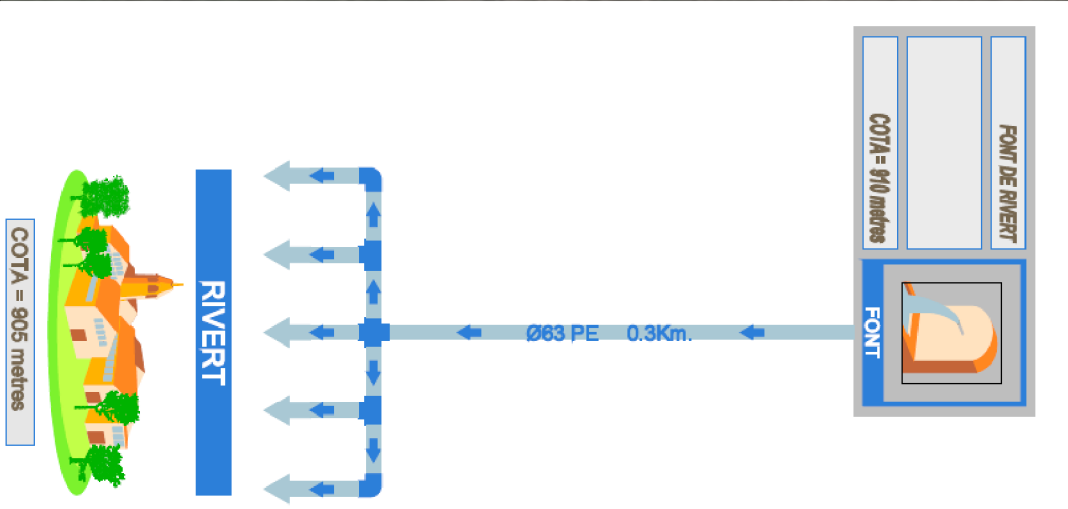 FONT DE RIVERT
COTA= 910 metres
FONT
Ø63 PE 0.3Km.
RIVERT
COTA = 905 metres